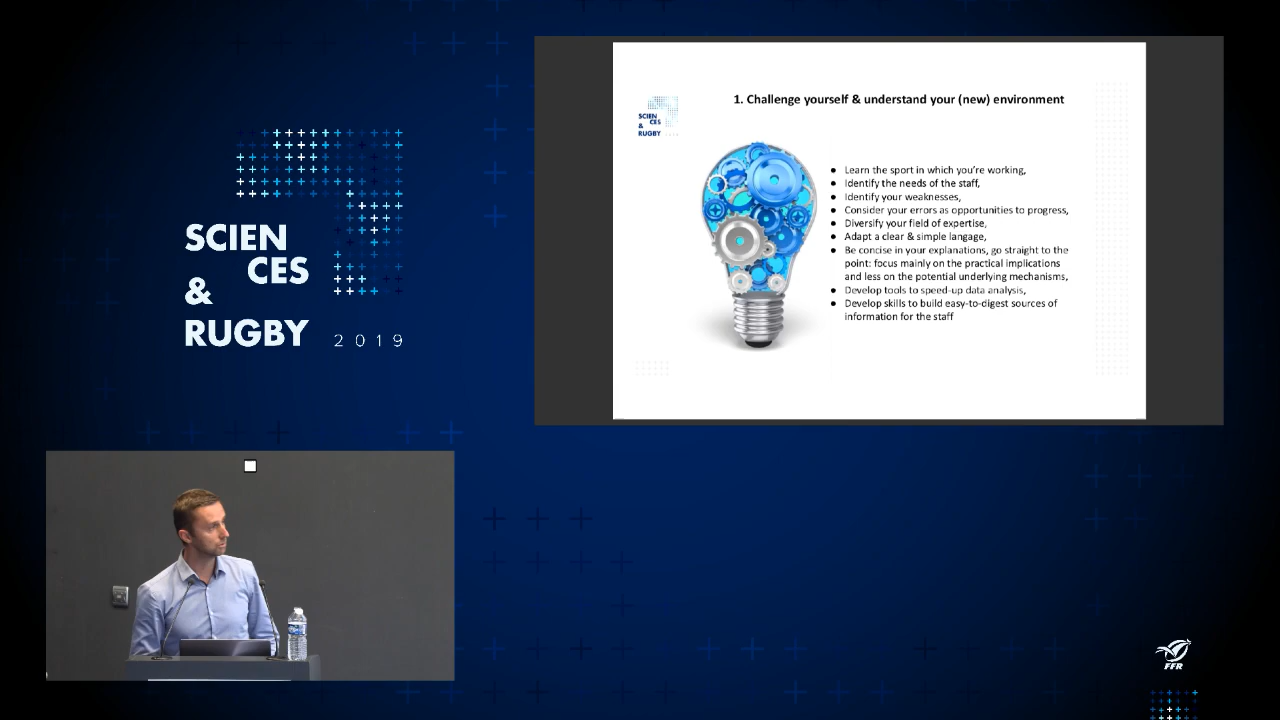 SCIEN
CES
&
RUGBY 2019
1. Challenge yourself & understand your (new) environment
SCIEN
CES
&
RUGBY
● Learn the sport in which you're working,
● Identify the needs of the staff,
● Identify your weaknesses,
● Consider your errors as opportunities to progress,
● Diversify your field of expertise,
● Adapt a clear & simple langage,
● Be concise in your explanations, go straight to the
point: focus mainly on the practical implications
and less on the potential underlying mechanisms,
● Develop tools to speed-up data analysis,
● Develop skills to build easy-to-digest sources of
information for the staff
FFR